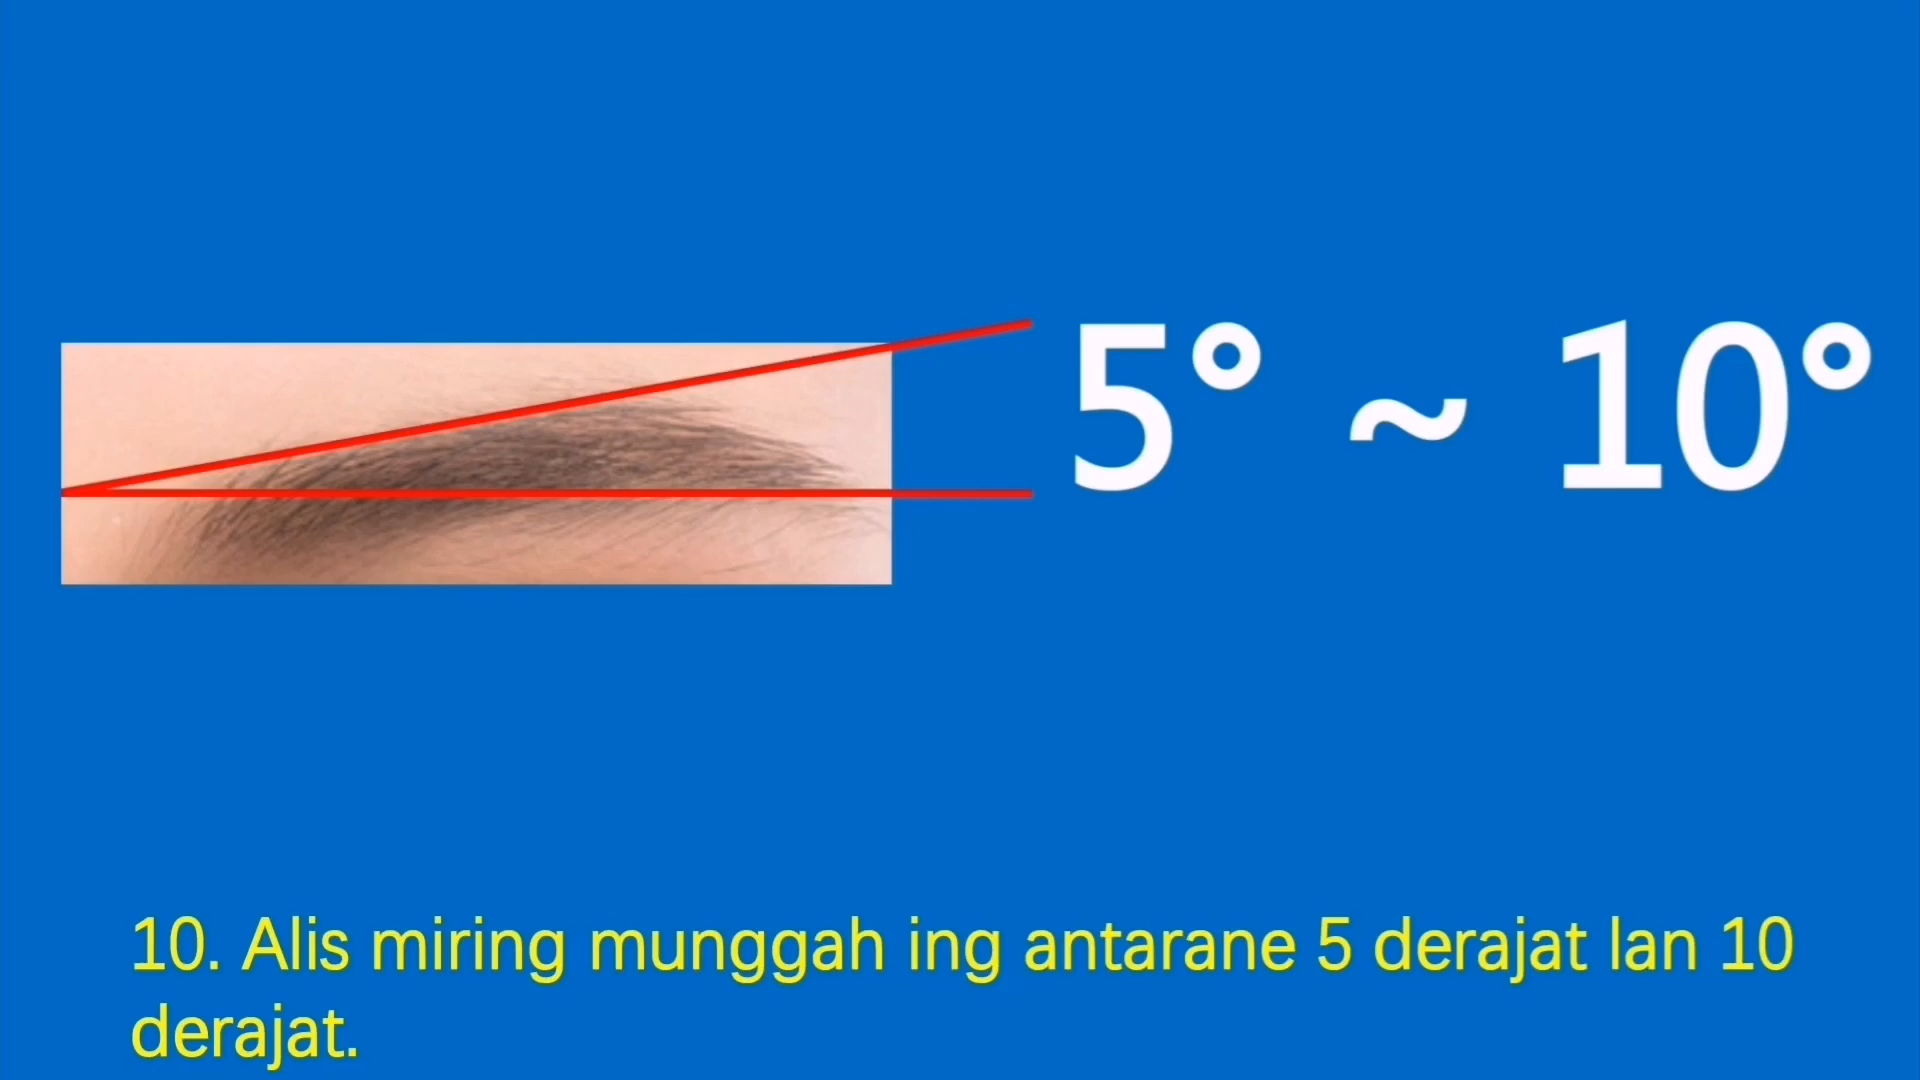 5° ~ 10°
10. Alis miring munggah ing antarane 5 derajat lan 10
derajat.